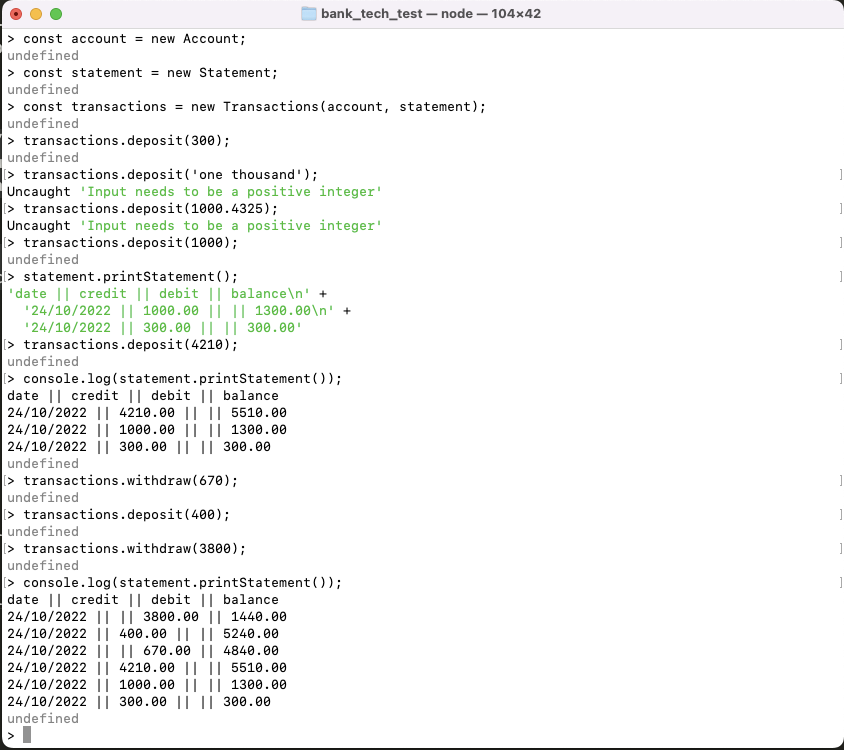 bank_tech_test — node — 104×42
> const account = new Account;
undefined
> const statement = new Statement;
undefined
> const transactions = new Transactions(account, statement);
undefined
> transactions.deposit(300);
undefined
[> transactions.deposit('one thousand'); ]
Uncaught 'Input needs to be a positive integer'
[> transactions.deposit(1000.4325); ]
Uncaught 'Input needs to be a positive integer'
[> transactions.deposit(1000); ]
undefined
[> statement.printStatement(); ]
'date || credit || debit || balance\n' +
  '24/10/2022 || 1000.00 || || 1300.00\n' +
  '24/10/2022 || 300.00 || || 300.00'
[> transactions.deposit(4210); ]
undefined
[> console.log(statement.printStatement()); ]
date || credit || debit || balance
24/10/2022 || 4210.00 || || 5510.00
24/10/2022 || 1000.00 || || 1300.00
24/10/2022 || 300.00 || || 300.00
undefined
[> transactions.withdraw(670); ]
undefined
[> transactions.deposit(400); ]
undefined
[> transactions.withdraw(3800); ]
undefined
[> console.log(statement.printStatement()); ]
date || credit || debit || balance
24/10/2022 || || 3800.00 || 1440.00
24/10/2022 || 400.00 || || 5240.00
24/10/2022 || || 670.00 || 4840.00
24/10/2022 || 4210.00 || || 5510.00
24/10/2022 || 1000.00 || || 1300.00
24/10/2022 || 300.00 || || 300.00
undefined
>